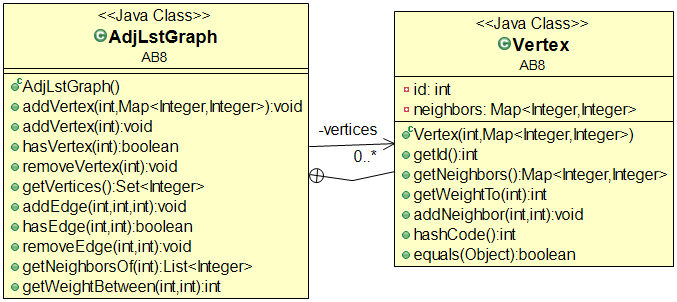 <<Java Class>>
AdjLstGraph
AB8
AdjLstGraph()
addVertex(int,Map<Integer,Integer>):void
addVertex(int):void
hasVertex(int):boolean
removeVertex(int):void
getVertices():Set<Integer>
addEdge(int,int,int):void
hasEdge(int,int):boolean
removeEdge(int,int):void
getNeighborsOf(int):List<Integer>
getWeightBetween(int,int):int
-vertices
0..*
<<Java Class>>
Vertex
AB8
id: int
neighbors: Map<Integer,Integer>
Vertex(int,Map<Integer,Integer>)
getId():int
getNeighbors():Map<Integer,Integer>
getWeightTo(int):int
addNeighbor(int,int):void
hashCode():int
equals(Object):boolean